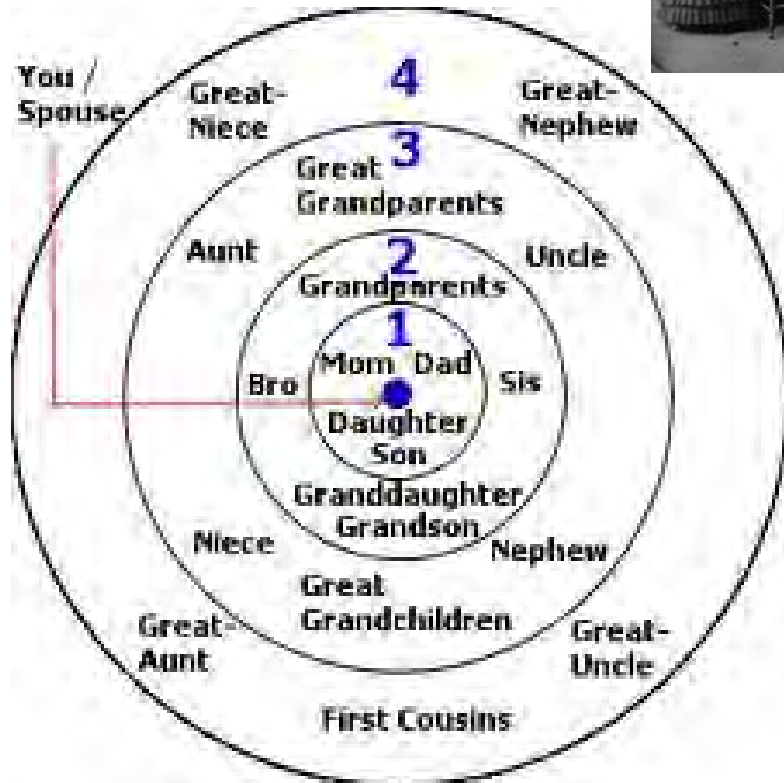 You /
Spouse
Great-
Niece
4
Great-
Nephew
3
Great
Grandparents
Aunt
2
Uncle
Grandparents
1
Mom Dad
Bro
Sis
Daughter
Son
Granddaughter
Grandson
Niece
Nephew
Great
Grandchildren
Great-
Aunt
Great-
Uncle
First Cousins